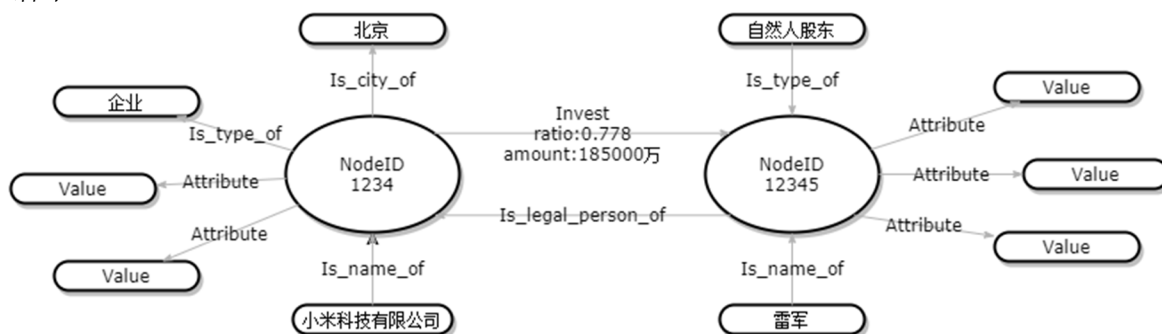 北京
自然人股东
Is_city_of
Is_type_of
企业
Value
Invest
ratio:0.778
amount:185000万
Is_type_of
Attribute
NodeID
1234
NodeID
12345
Value
Attribute
Attribute
Value
Is_legal_person_of
Attribute
Attribute
Value
Value
Is_name_of
Is_name_of
小米科技有限公司
雷军